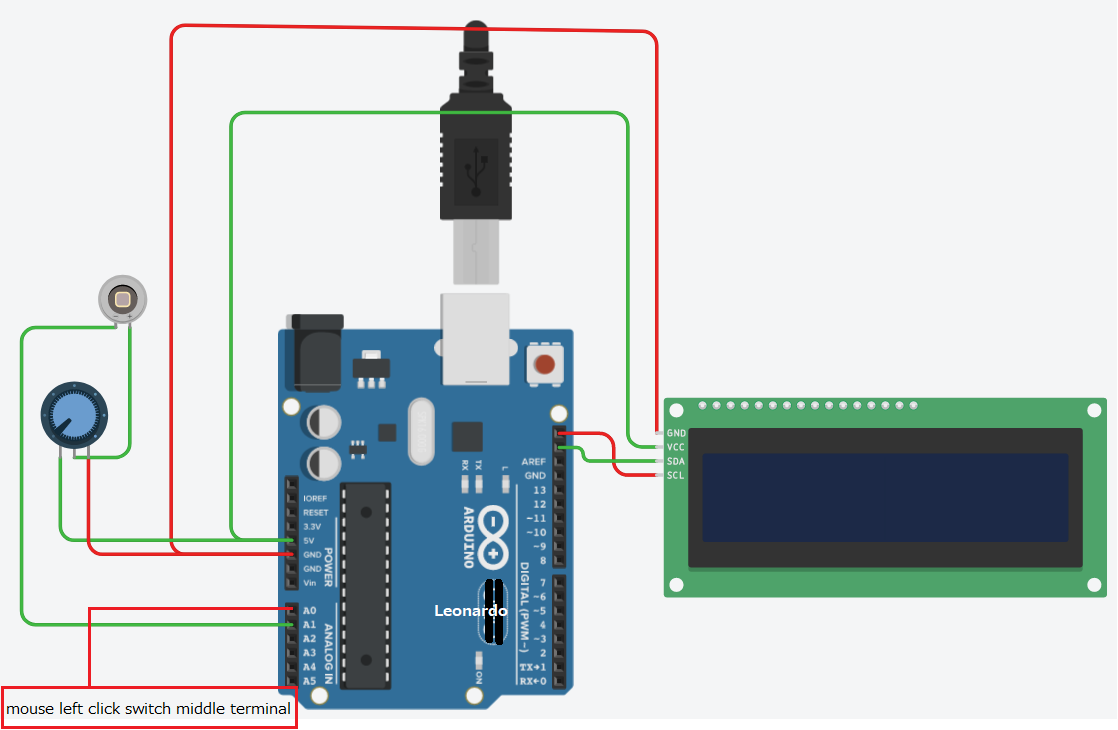 GND
VCC
SDA
SCL
AREF
GND
13
12
~11
~10
~9
8
7
~6
~5
4
~3
2
TX→1
RX←0
DIGITAL (PWM~)
IOREF
RESET
3.3V
5V
GND
GND
Vin
POWER
A0
A1
A2
A3
A4
A5
ANALOG IN
RX
TX
L
ARDUINO
Leonardo
ON
mouse left click switch middle terminal